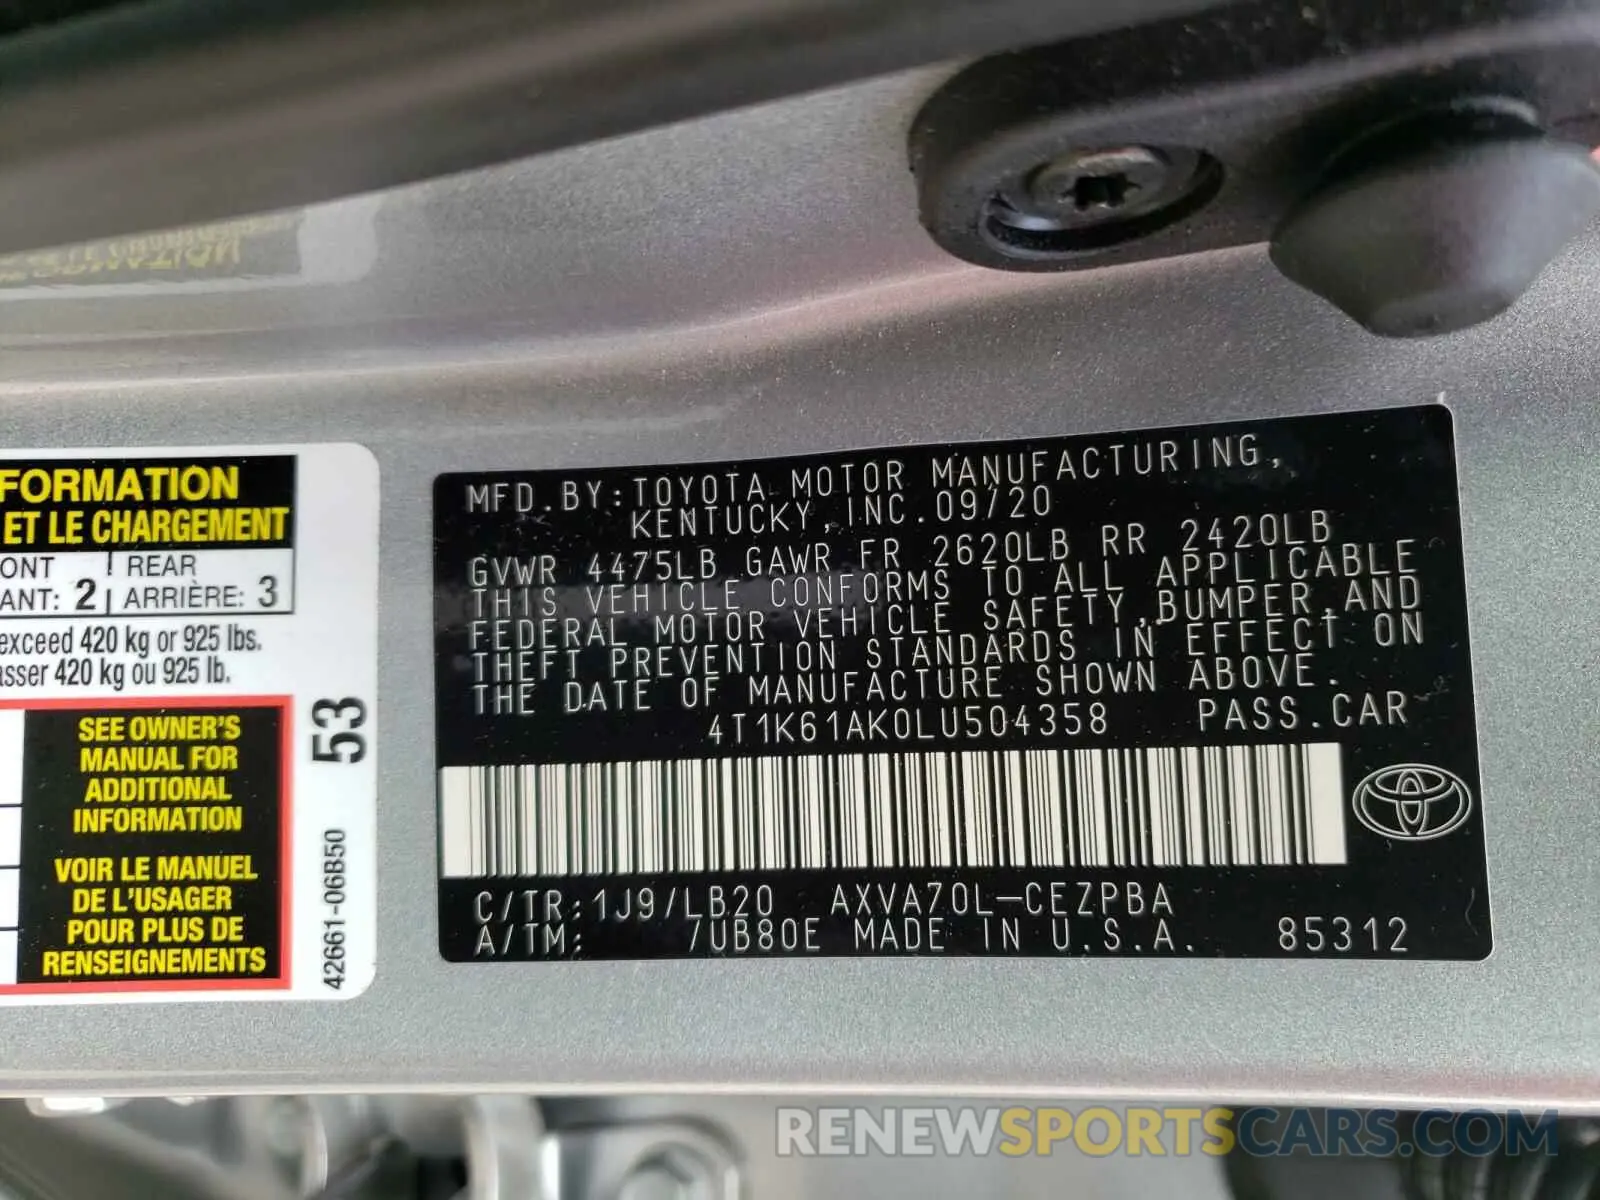 FORMATION
ET LE CHARGEMENT
ONT | REAR
ANT: 2 | ARRIÈRE: 3
exceed 420 kg or 925 lbs.
sser 420 kg ou 925 lb.
SEE OWNER'S
MANUAL FOR
ADDITIONAL
INFORMATION
VOIR LE MANUEL
DE L'USAGER
POUR PLUS DE
RENSEIGNEMENTS
53
42661-06B50
MFD. BY: TOYOTA MOTOR MANUFACTURING,
KENTUCKY, INC. 09/20
GVWR 4475LB GAWR FR 2620LB RR 2420LB
THIS VEHICLE CONFORMS TO ALL APPLICABLE
FEDERAL MOTOR VEHICLE SAFETY, BUMPER, AND
THEFT PREVENTION STANDARDS IN EFFECT ON
THE DATE OF MANUFACTURE SHOWN ABOVE.
4T1K61AK0LU504358 PASS. CAR
C/TR: 1J9/LB20 AXVA70L-CEZPBA
A/TM: /UB80E MADE IN U.S.A. 85312
RENEWSPORTSCARS.COM